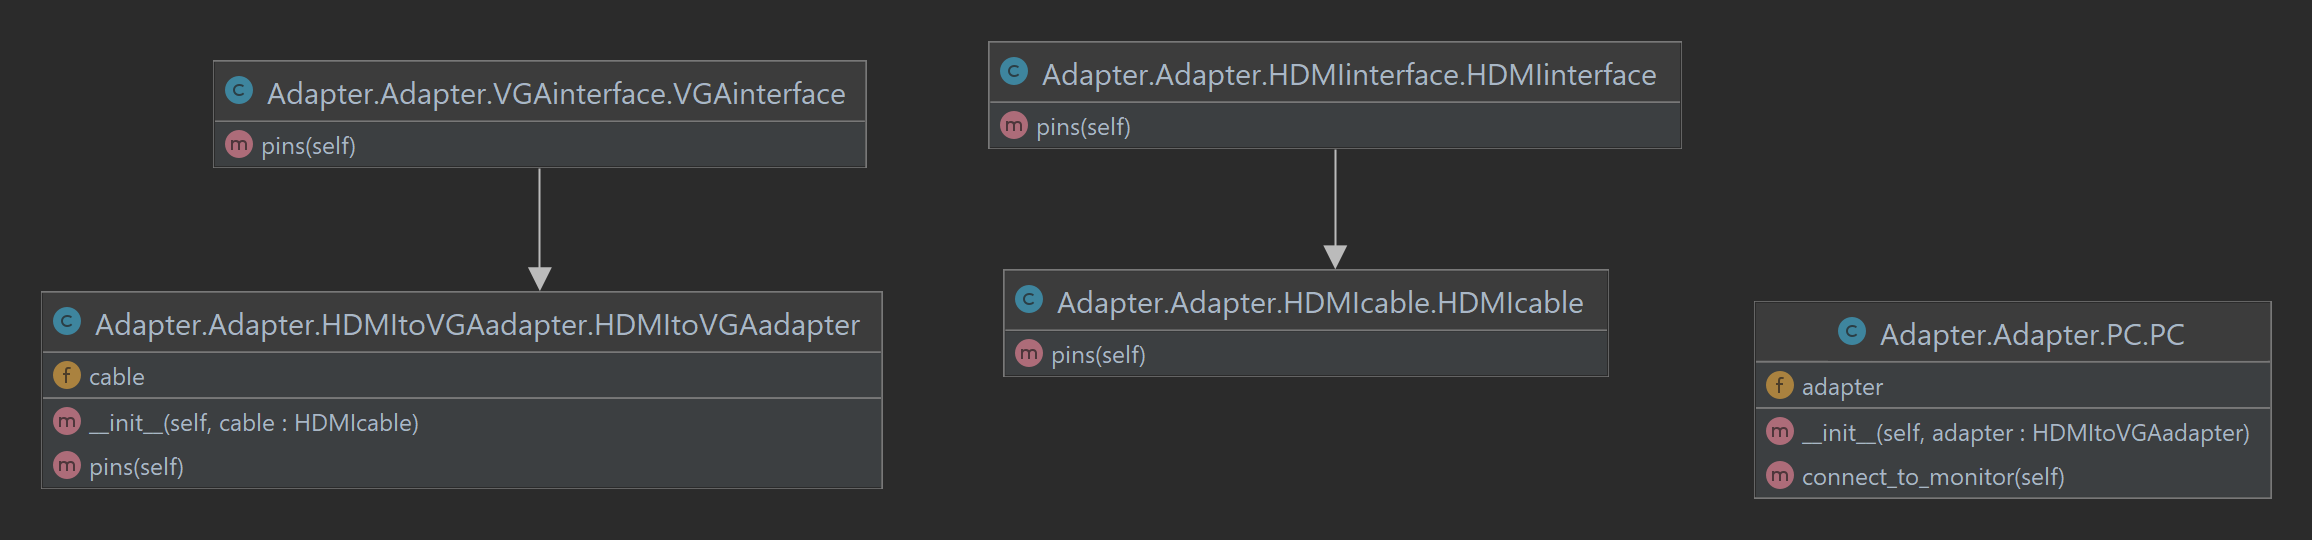 C Adapter.Adapter.VGAinterface.VGAinterface
m pins(self)
C Adapter.Adapter.HDMIinterface.HDMIinterface
m pins(self)
C Adapter.Adapter.HDMItoVGAadapter.HDMItoVGAadapter
f cable
m __init__(self, cable : HDMIcable)
m pins(self)
C Adapter.Adapter.HDMIcable.HDMIcable
m pins(self)
C Adapter.Adapter.PC.PC
f adapter
m __init__(self, adapter : HDMItoVGAadapter)
m connect_to_monitor(self)